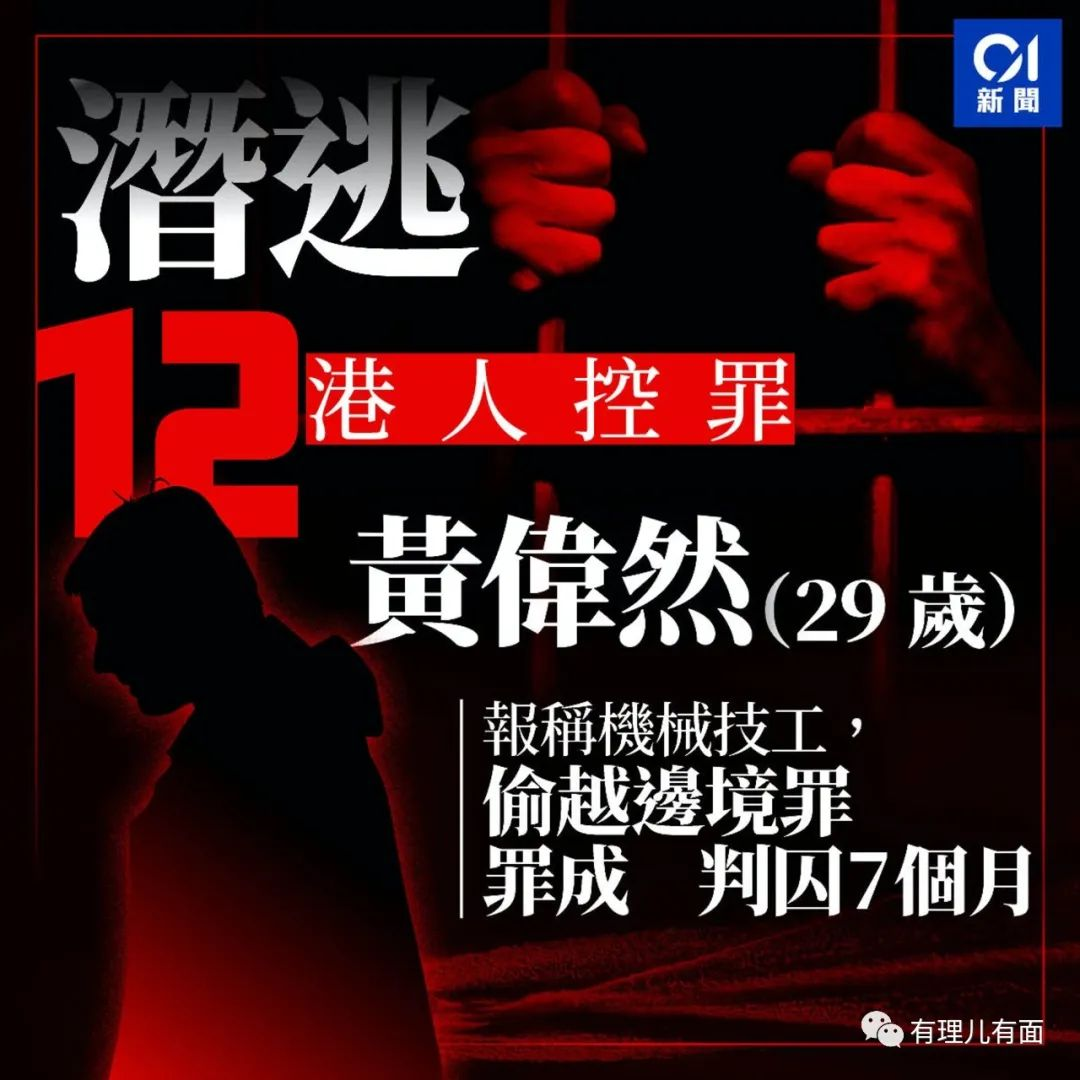 01
新聞
潛逃
12
港人控罪
黃偉然(29歲)
報稱機械技工,
偷越邊境罪
罪成 判囚7個月
有理儿有面